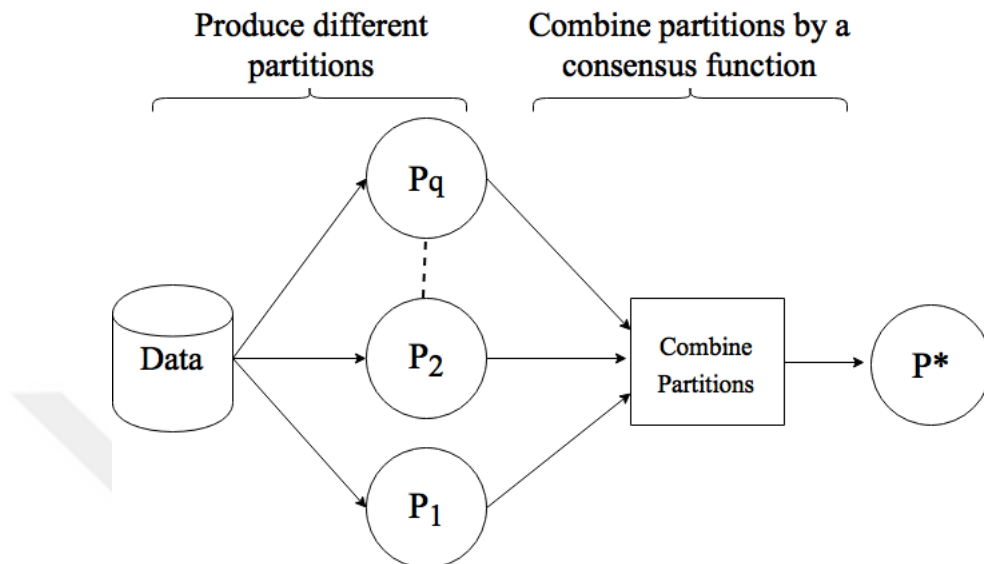 Produce different
partitions
Combine partitions by a
consensus function
Pq
Data
P2
Combine
Partitions
P*
P1